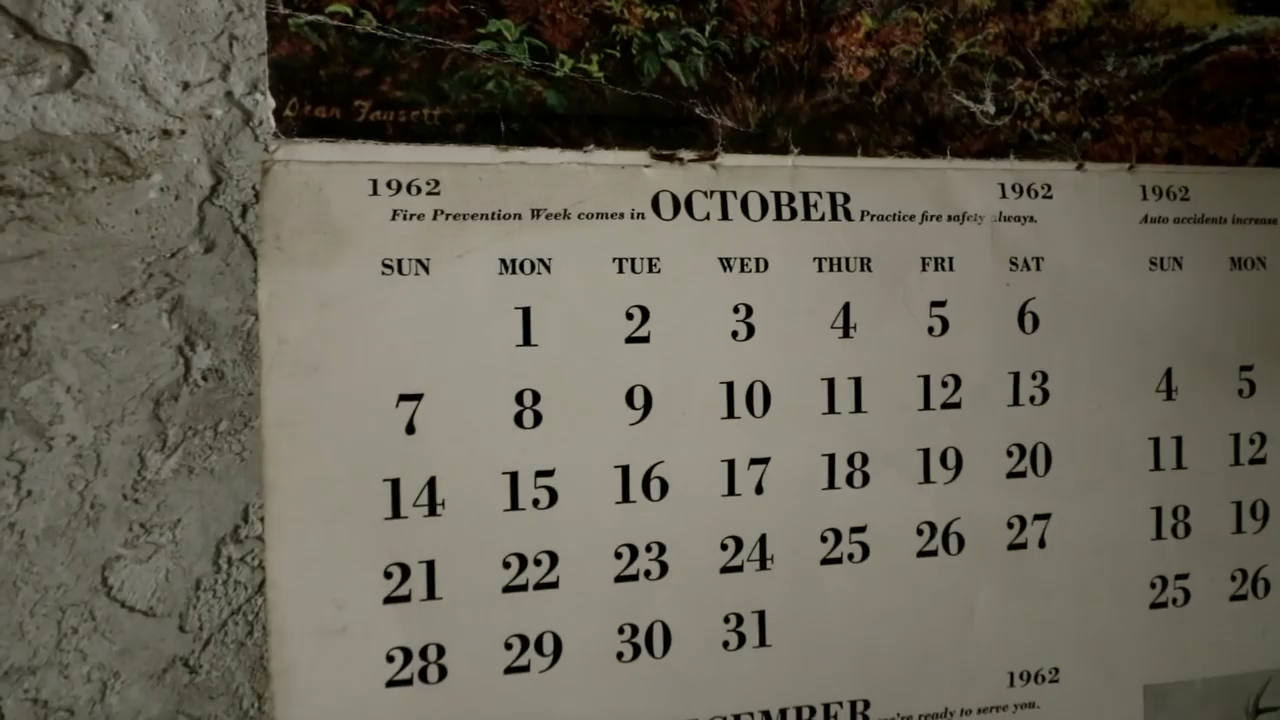 Dean Fausett
1962 OCTOBER 1962
Fire Prevention Week comes in Practice fire safety always.
SUN MON TUE WED THUR FRI SAT
1 2 3 4 5 6
7 8 9 10 11 12 13
14 15 16 17 18 19 20
21 22 23 24 25 26 27
28 29 30 31
1962
Auto accidents increase
SUN MON
4 5
11 12
18 19
25 26
1962
ready to serve you.